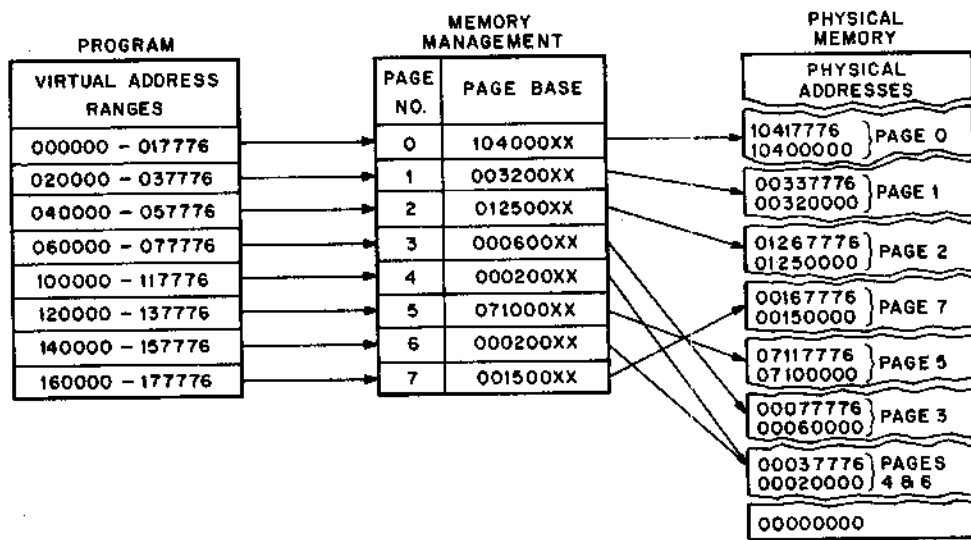 PROGRAM
VIRTUAL ADDRESS
RANGES
000000 - 017776
020000 - 037776
040000 - 057776
060000 - 077776
100000 - 117776
120000 - 137776
140000 - 157776
160000 - 177776
MEMORY
MANAGEMENT
PAGE NO.
PAGE BASE
0 104000XX
1 003200XX
2 012500XX
3 000600XX
4 000200XX
5 071000XX
6 000200XX
7 001500XX
PHYSICAL
MEMORY
PHYSICAL
ADDRESSES
10417776
10400000 } PAGE 0
00337776
00320000 } PAGE 1
01267776
01250000 } PAGE 2
00167776
00150000 } PAGE 7
07117776
07100000 } PAGE 5
00077776
00060000 } PAGE 3
00037776 } PAGES
00020000 4 & 6
00000000